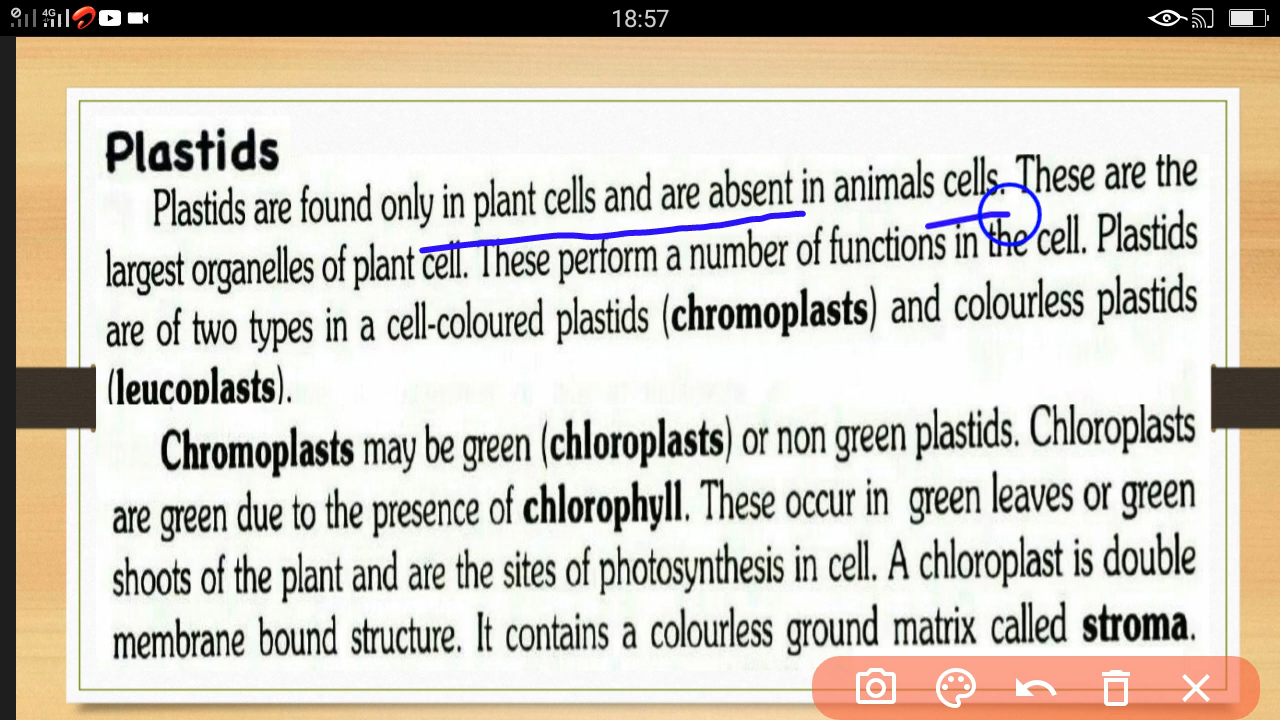 4G
18:57
Plastids
Plastids are found only in plant cells and are absent in animals cells. These are the
largest organelles of plant cell. These perform a number of functions in the cell. Plastids
are of two types in a cell-coloured plastids (chromoplasts) and colourless plastids
(leucoplasts).
Chromoplasts may be green (chloroplasts) or non green plastids. Chloroplasts
are green due to the presence of chlorophyll. These occur in green leaves or green
shoots of the plant and are the sites of photosynthesis in cell. A chloroplast is double
membrane bound structure. It contains a colourless ground matrix called stroma.